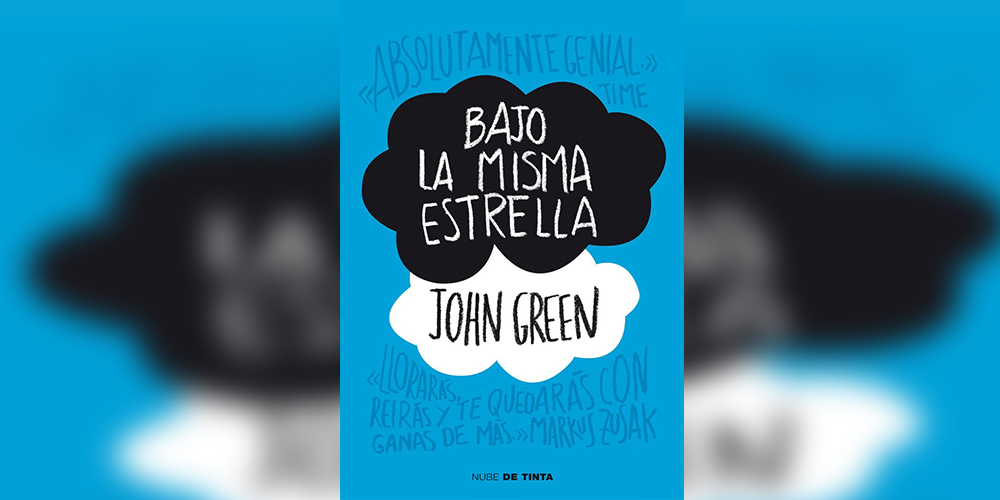 «ABSOLUTAMENTE GENIAL.»
TIME
BAJO
LA MISMA
ESTRELLA
JOHN GREEN
«LLORARÁS,
REIRÁS Y TE QUEDARÁS CON
GANAS DE MÁS.» MARKUS ZUSAK
NUBE DE TINTA